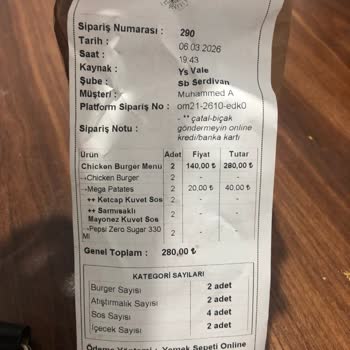 Sipariş Numarası : 290
Tarih : 06.03.2026
Saat : 19:43
Kaynak : Ys Vale
Şube : Sb Serdivan
Müşteri : Muhammed A
Platform Sipariş No : om21-2610-edk0
Sipariş Notu : - ** çatal-bıçak
göndermeyin online
kredi/banka kartı
Ürün Adet Fiyat Tutar
Chicken Burger Menu 2 140,00 ₺ 280,00 ₺
→Chicken Burger 2 - -
→Mega Patates 2 20,00 ₺ 40,00 ₺
++ Ketcap Kuvet Sos 2 - -
++ Sarmısaklı
Mayonez Kuvet Sos 2 - -
→Pepsi Zero Sugar 330
Ml 2 - -
Genel Toplam : 280,00 ₺
KATEGORİ SAYILARI
Burger Sayısı 2 adet
Atıştırmalık Sayısı 2 adet
Sos Sayısı 4 adet
İçecek Sayısı 2 adet
Ödeme Yöntemi : Yemek Sepeti Online